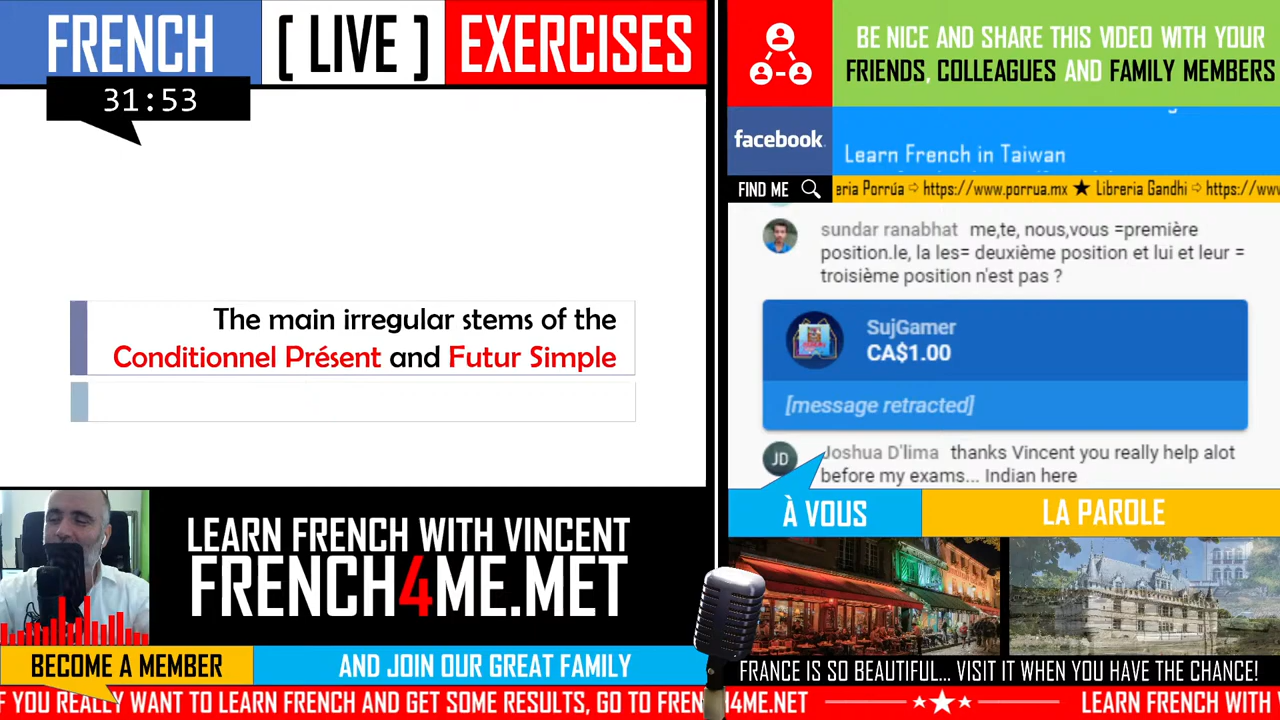 FRENCH [ LIVE ] EXERCISES
31:53
The main irregular stems of the
Conditionnel Présent and Futur Simple
LEARN FRENCH WITH VINCENT
FRENCH4ME.MET
BECOME A MEMBER
AND JOIN OUR GREAT FAMILY
BE NICE AND SHARE THIS VIDEO WITH YOUR
FRIENDS, COLLEAGUES AND FAMILY MEMBERS
facebook.
Learn French in Taiwan
FIND ME
eria Porrúa ⇨ https://www.porrua.mx ★ Libreria Gandhi ⇨ https://www
sundar ranabhat me,te, nous,vous =première
position.le, la les= deuxième position et lui et leur =
troisième position n'est pas ?
SujGamer
CA$1.00
[message retracted]
JD
Joshua D'lima thanks Vincent you really help alot
before my exams... Indian here
À VOUS
LA PAROLE
FRANCE IS SO BEAUTIFUL... VISIT IT WHEN YOU HAVE THE CHANCE!
F YOU REALLY WANT TO LEARN FRENCH AND GET SOME RESULTS, GO TO FREN 4ME.NET ★ LEARN FRENCH WITH